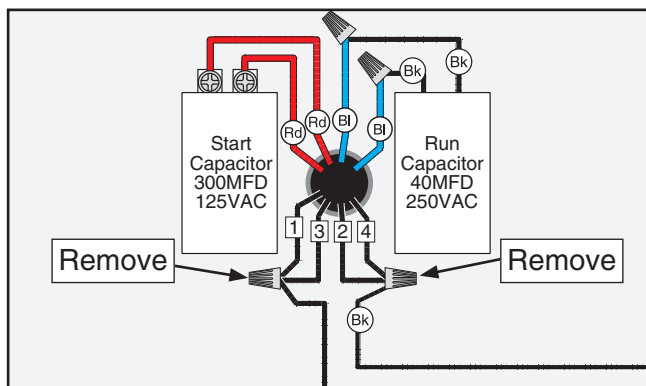 Bk
Bk
Rd
Rd
Bl
Bl
Start
Capacitor
300MFD
125VAC
Run
Capacitor
40MFD
250VAC
1
3
2
4
Remove
Remove
Bk